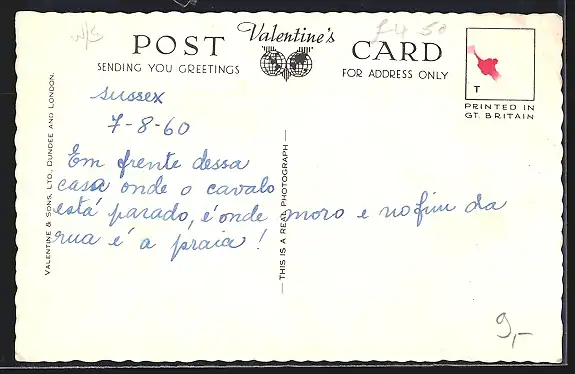 w/s
£4 50
POST Valentine's CARD
SENDING YOU GREETINGS
FOR ADDRESS ONLY
T
PRINTED IN
GT. BRITAIN
VALENTINE & SONS, LTD., DUNDEE AND LONDON.
Sussex
7-8-60
Em frente dessa
casa onde o cavalo
está parado, é onde moro e no fim da
rua é a praia!
THIS IS A REAL PHOTOGRAPH
9,-